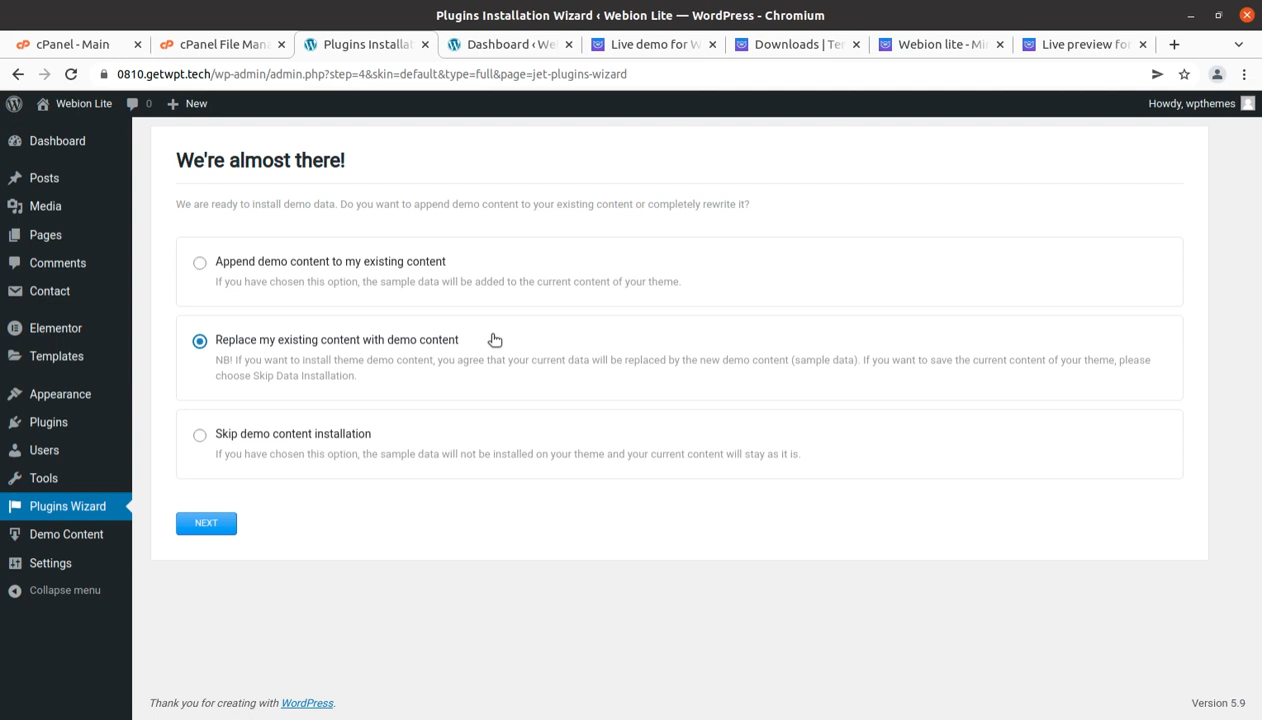 Plugins Installation Wizard ‹ Webion Lite — WordPress - Chromium
cPanel - Main
cPanel File Man
Plugins Installat
Dashboard ‹ We
Live demo for W
Downloads | Te
Webion lite - Mi
Live preview fo
0810.getwpt.tech/wp-admin/admin.php?step=4&skin=default&type=full&page=jet-plugins-wizard
Webion Lite 0 New Howdy, wpthemes
Dashboard
Posts
Media
Pages
Comments
Contact
Elementor
Templates
Appearance
Plugins
Users
Tools
Plugins Wizard
Demo Content
Settings
Collapse menu
We're almost there!
We are ready to install demo data. Do you want to append demo content to your existing content or completely rewrite it?
Append demo content to my existing content
If you have chosen this option, the sample data will be added to the current content of your theme.
Replace my existing content with demo content
NB! If you want to install theme demo content, you agree that your current data will be replaced by the new demo content (sample data). If you want to save the current content of your theme, please
choose Skip Data Installation.
Skip demo content installation
If you have chosen this option, the sample data will not be installed on your theme and your current content will stay as it is.
NEXT
Thank you for creating with WordPress.
Version 5.9